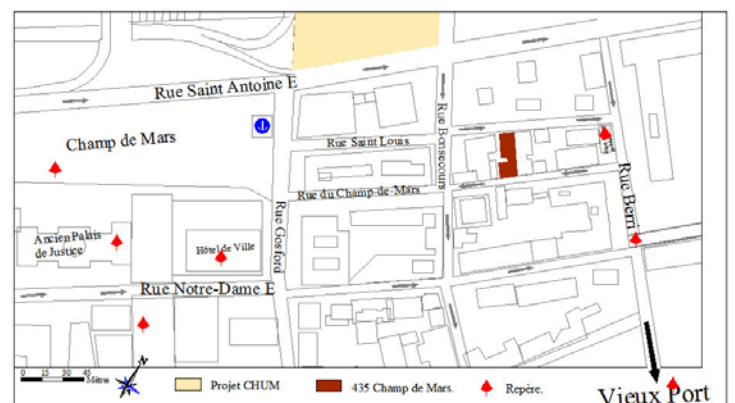 Rue Saint Antoine E
Champ de Mars
Rue Saint Louis
Rue Bonsecours
Rue du Champ-de-Mars
Rue Berri
Rue Gosford
Ancien Palais
de Justice
Hôtel de Ville
Rue Notre-Dame E
0 15 30 45
Mètres
N
Projet CHUM
435 Champ de Mars.
Repère.
Vieux Port